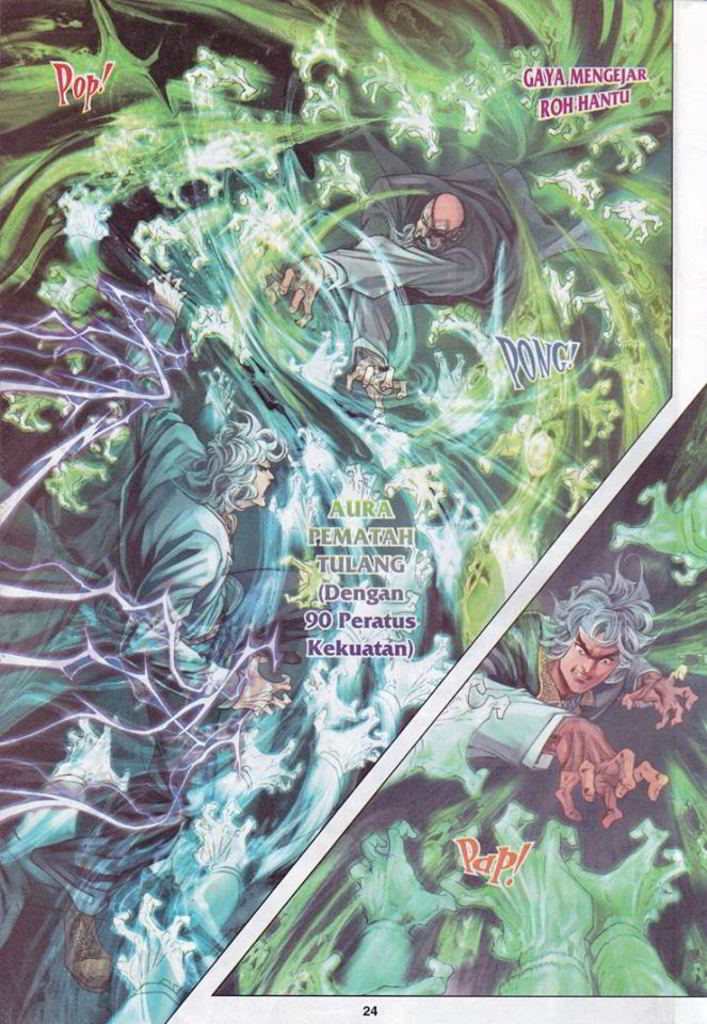 Pop!
GAYA MENGEJAR
ROH HANTU
PONG!
AURA
PEMATAH
TULANG
(Dengan
90 Peratus
Kekuatan)
Pap!
24